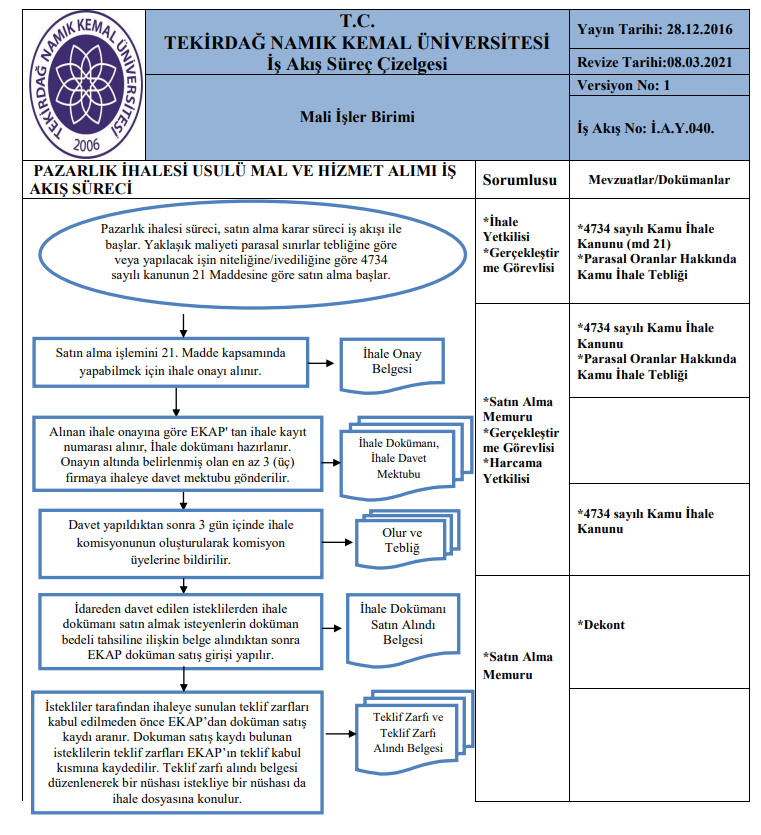 TEKİRDAĞ NAMIK KEMAL ÜNİVERSİTESİ
2006
T.C.
TEKİRDAĞ NAMIK KEMAL ÜNİVERSİTESİ
İş Akış Süreç Çizelgesi
Mali İşler Birimi
Yayın Tarihi: 28.12.2016
Revize Tarihi:08.03.2021
Versiyon No: 1
İş Akış No: İ.A.Y.040.
PAZARLIK İHALESİ USULÜ MAL VE HİZMET ALIMI İŞ
AKIŞ SÜRECİ
Sorumlusu
Mevzuatlar/Dokümanlar
Pazarlık ihalesi süreci, satın alma karar süreci iş akışı ile
başlar. Yaklaşık maliyeti parasal sınırlar tebliğine göre
veya yapılacak işin niteliğine/ivediliğine göre 4734
sayılı kanunun 21 Maddesine göre satın alma başlar.
*İhale
Yetkilisi
*Gerçekleştir
me Görevlisi
*4734 sayılı Kamu İhale
Kanunu (md 21)
*Parasal Oranlar Hakkında
Kamu İhale Tebliği
Satın alma işlemini 21. Madde kapsamında
yapabilmek için ihale onayı alınır.
İhale Onay
Belgesi
*4734 sayılı Kamu İhale
Kanunu
*Parasal Oranlar Hakkında
Kamu İhale Tebliği
*Satın Alma
Memuru
*Gerçekleştir
me Görevlisi
*Harcama
Yetkilisi
Alınan ihale onayına göre EKAP' tan ihale kayıt
numarası alınır, İhale dokümanı hazırlanır.
Onayın altında belirlenmiş olan en az 3 (üç)
firmaya ihaleye davet mektubu gönderilir.
İhale Dokümanı,
İhale Davet
Mektubu
Davet yapıldıktan sonra 3 gün içinde ihale
komisyonunun oluşturularak komisyon
üyelerine bildirilir.
Olur ve
Tebliğ
*4734 sayılı Kamu İhale
Kanunu
İdareden davet edilen isteklilerden ihale
dokümanı satın almak isteyenlerin doküman
bedeli tahsiline ilişkin belge alındıktan sonra
EKAP doküman satış girişi yapılır.
İhale Dokümanı
Satın Alındı
Belgesi
*Satın Alma
Memuru
*Dekont
İstekliler tarafından ihaleye sunulan teklif zarfları
kabul edilmeden önce EKAP’dan doküman satış
kaydı aranır. Dokuman satış kaydı bulunan
isteklilerin teklif zarfları EKAP’ın teklif kabul
kısmına kaydedilir. Teklif zarfı alındı belgesi
düzenlenerek bir nüshası istekliye bir nüshası da
ihale dosyasına konulur.
Teklif Zarfı ve
Teklif Zarfı
Alındı Belgesi